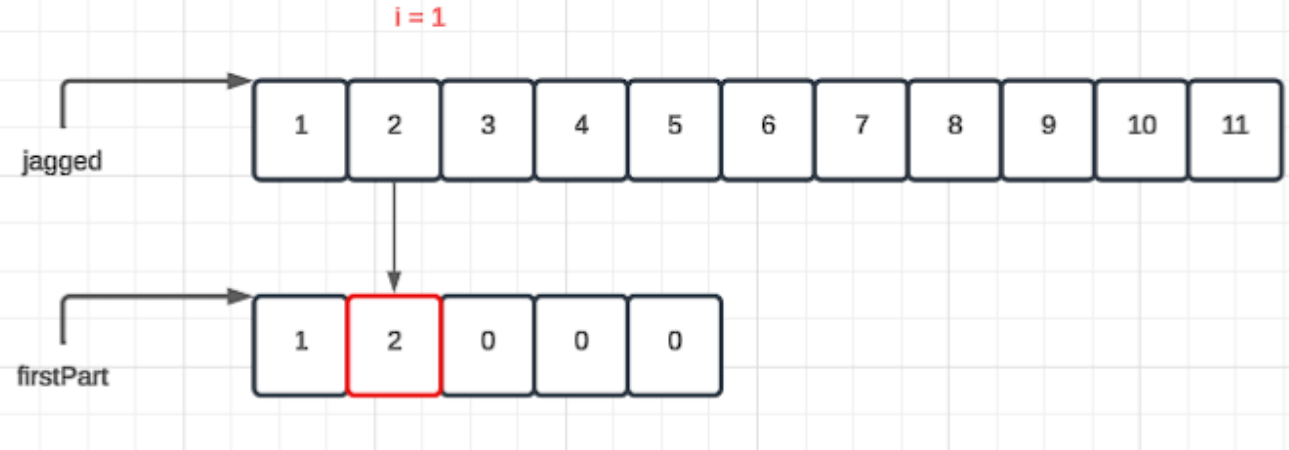 i = 1
1 2 3 4 5 6 7 8 9 10 11
jagged
1 2 0 0 0
firstPart